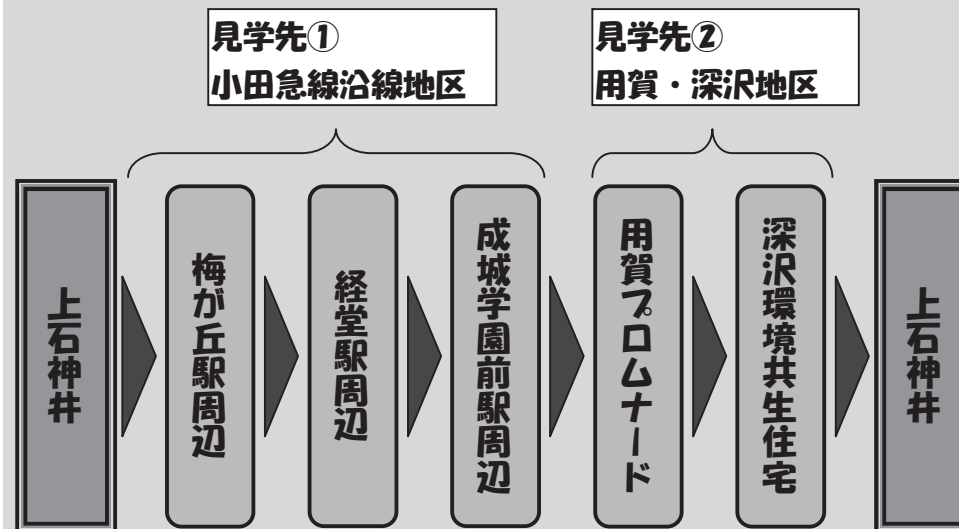 見学先①
小田急線沿線地区
見学先②
用賀・深沢地区
上石神井
梅が丘駅周辺
経堂駅周辺
成城学園前駅周辺
用賀プロムナード
深沢環境共生住宅
上石神井